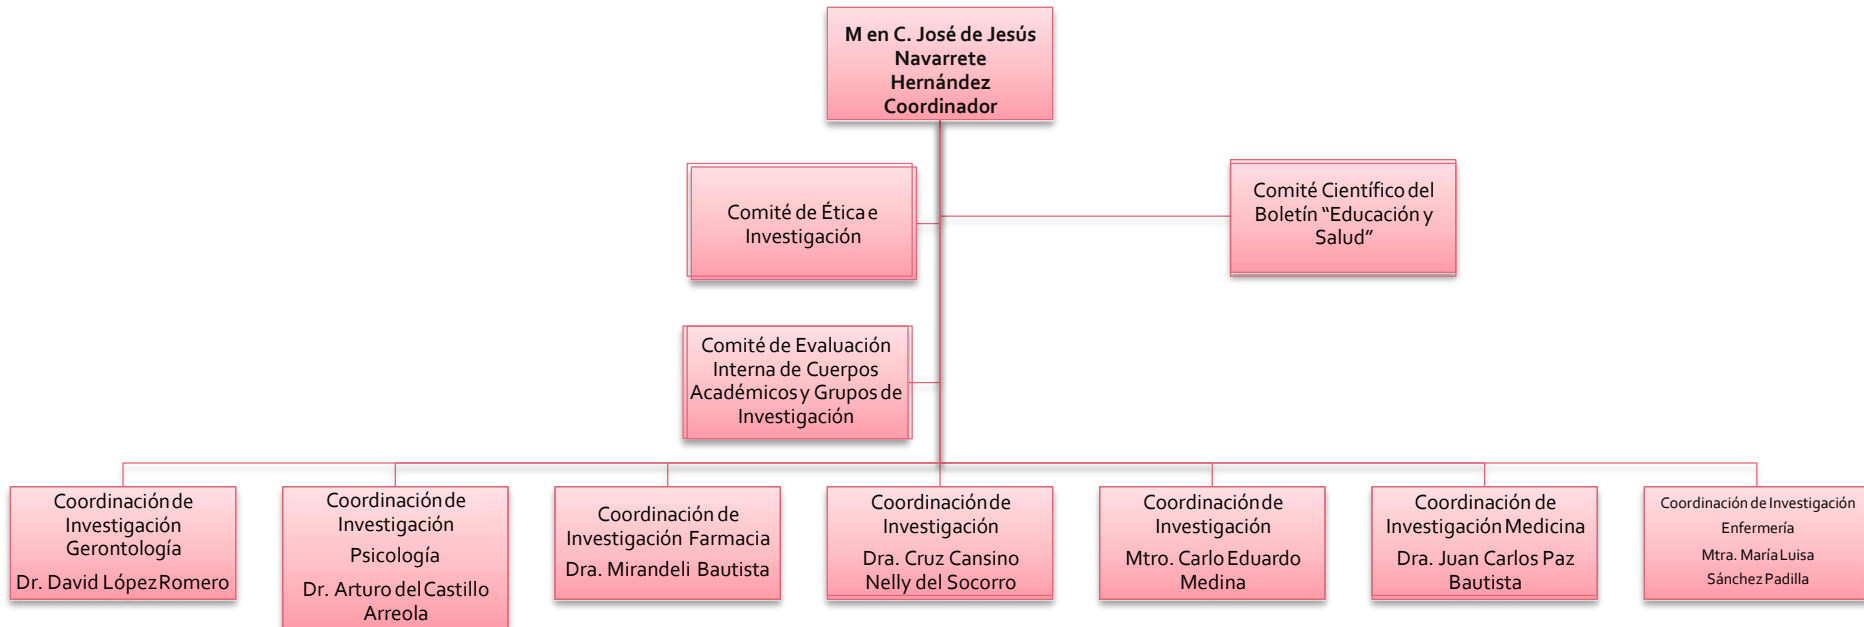 M en C. José de Jesús
Navarrete
Hernández
Coordinador
Comité de Ética e
Investigación
Comité Científico del
Boletín “Educación y
Salud”
Comité de Evaluación
Interna de Cuerpos
Académicos y Grupos de
Investigación
Coordinación de
Investigación
Gerontología
Dr. David López Romero
Coordinación de
Investigación
Psicología
Dr. Arturo del Castillo
Arreola
Coordinación de
Investigación Farmacia
Dra. Mirandeli Bautista
Coordinación de
Investigación
Dra. Cruz Cansino
Nelly del Socorro
Coordinación de
Investigación
Mtro. Carlo Eduardo
Medina
Coordinación de
Investigación Medicina
Dra. Juan Carlos Paz
Bautista
Coordinación de Investigación
Enfermería
Mtra. María Luisa
Sánchez Padilla